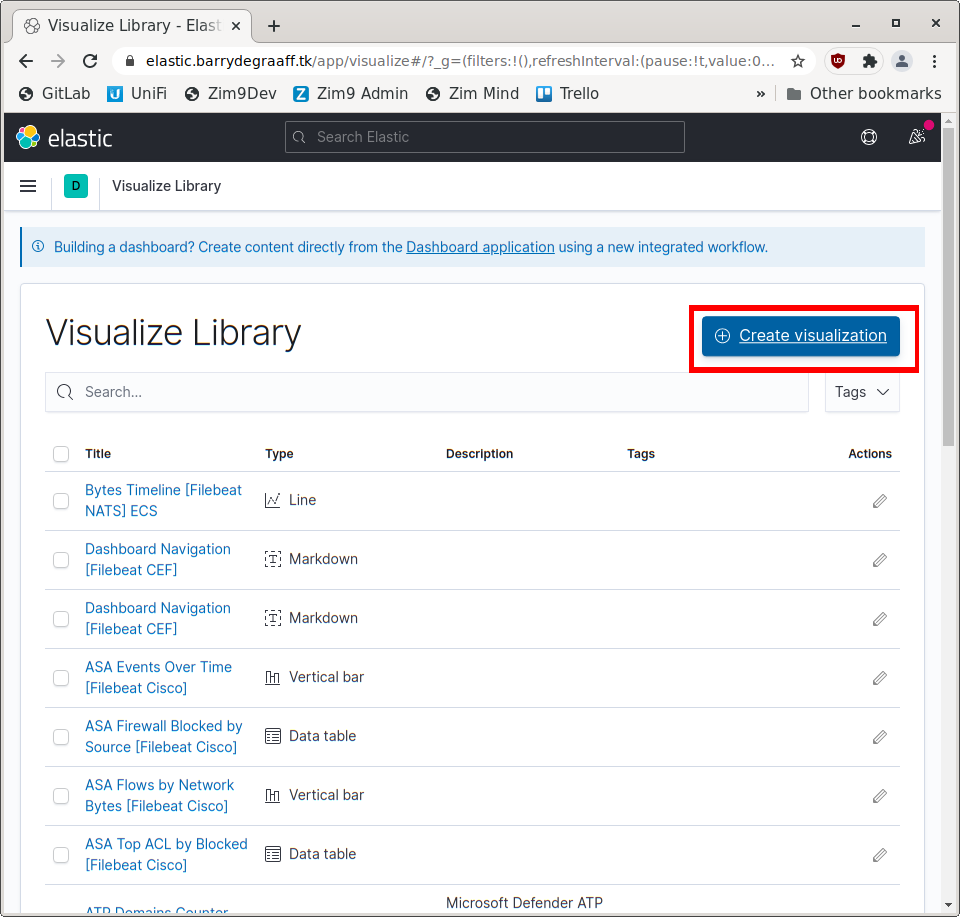 Visualize Library - Elast
elastic.barrydegraaff.tk/app/visualize#/?_g=(filters:!(),refreshInterval:(pause:!t,value:0...
GitLab UniFi Zim9Dev Zim9 Admin Zim Mind Trello » Other bookmarks
elastic Search Elastic
D Visualize Library
Building a dashboard? Create content directly from the Dashboard application using a new integrated workflow.
Visualize Library
Create visualization
Search...
Tags
Title Type Description Tags Actions
Bytes Timeline [Filebeat
NATS] ECS
Line
Dashboard Navigation
[Filebeat CEF]
Markdown
Dashboard Navigation
[Filebeat CEF]
Markdown
ASA Events Over Time
[Filebeat Cisco]
Vertical bar
ASA Firewall Blocked by
Source [Filebeat Cisco]
Data table
ASA Flows by Network
Bytes [Filebeat Cisco]
Vertical bar
ASA Top ACL by Blocked
[Filebeat Cisco]
Data table
ATP Domains Counter
Microsoft Defender ATP